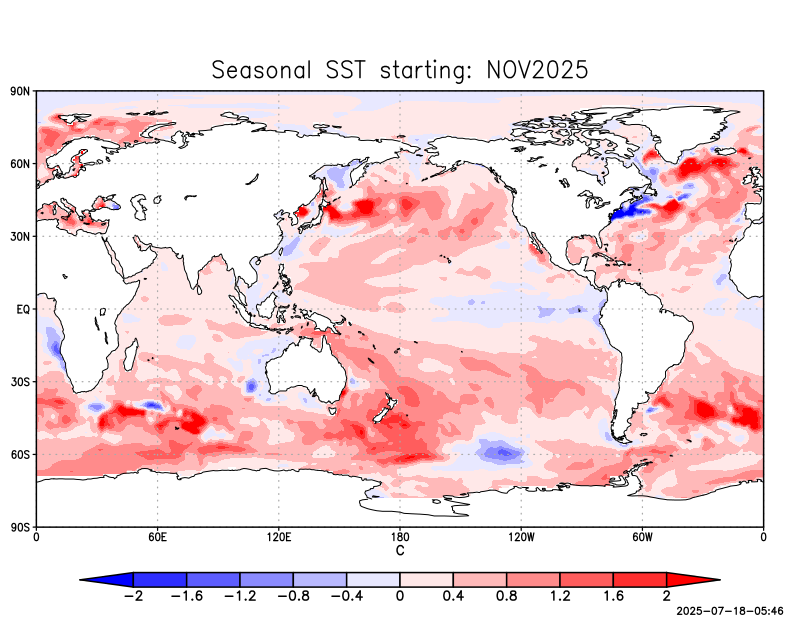 Seasonal SST starting: NOV2025
90N
60N
30N
EQ
30S
60S
90S
0 60E 120E 180 120W 60W 0
C
−2 −1.6 −1.2 −0.8 −0.4 0 0.4 0.8 1.2 1.6 2
2025-07-18-05:46